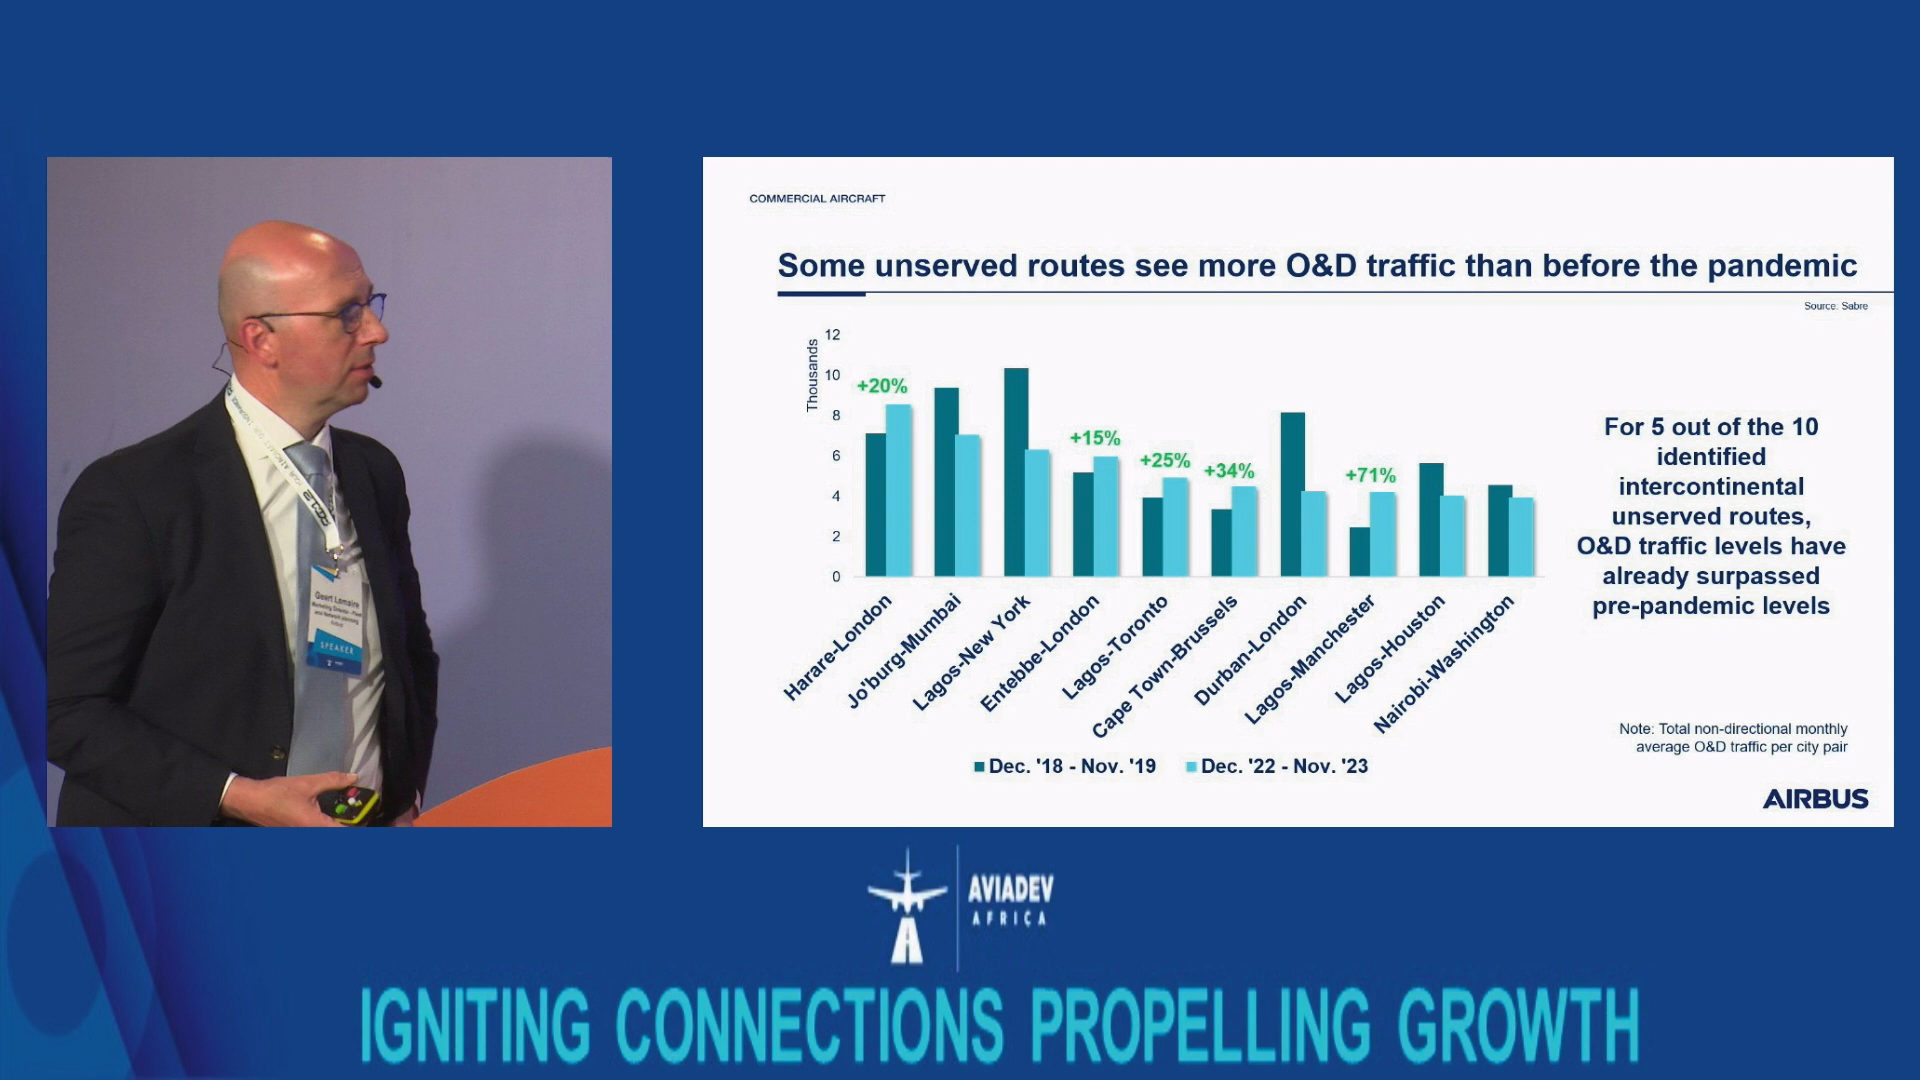 COMMERCIAL AIRCRAFT
Some unserved routes see more O&D traffic than before the pandemic
Source: Sabre
Thousands
12
10
8
6
4
2
0
+20%
+15%
+25%
+34%
+71%
Harare-London
Jo'burg-Mumbai
Lagos-New York
Entebbe-London
Lagos-Toronto
Cape Town-Brussels
Durban-London
Lagos-Manchester
Lagos-Houston
Nairobi-Washington
Dec. '18 - Nov. '19
Dec. '22 - Nov. '23
For 5 out of the 10
identified
intercontinental
unserved routes,
O&D traffic levels have
already surpassed
pre-pandemic levels
Note: Total non-directional monthly
average O&D traffic per city pair
AIRBUS
Geert Lemaire
SPEAKER
AVIADEV
AFRICA
IGNITING CONNECTIONS PROPELLING GROWTH